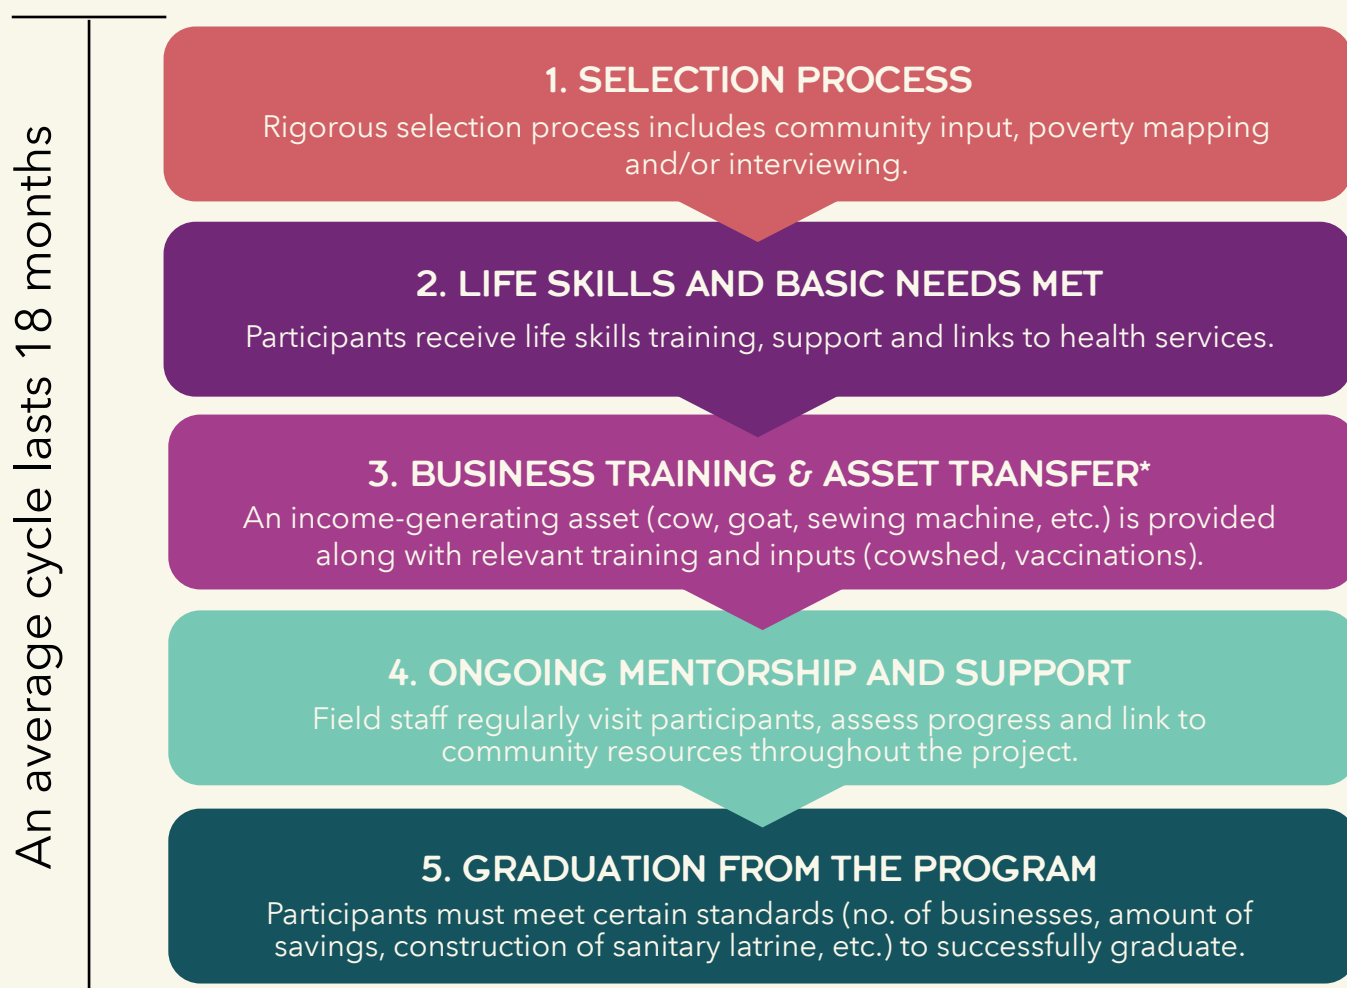 An average cycle lasts 18 months
1. SELECTION PROCESS
Rigorous selection process includes community input, poverty mapping
and/or interviewing.
2. LIFE SKILLS AND BASIC NEEDS MET
Participants receive life skills training, support and links to health services.
3. BUSINESS TRAINING & ASSET TRANSFER*
An income-generating asset (cow, goat, sewing machine, etc.) is provided
along with relevant training and inputs (cowshed, vaccinations).
4. ONGOING MENTORSHIP AND SUPPORT
Field staff regularly visit participants, assess progress and link to
community resources throughout the project.
5. GRADUATION FROM THE PROGRAM
Participants must meet certain standards (no. of businesses, amount of
savings, construction of sanitary latrine, etc.) to successfully graduate.